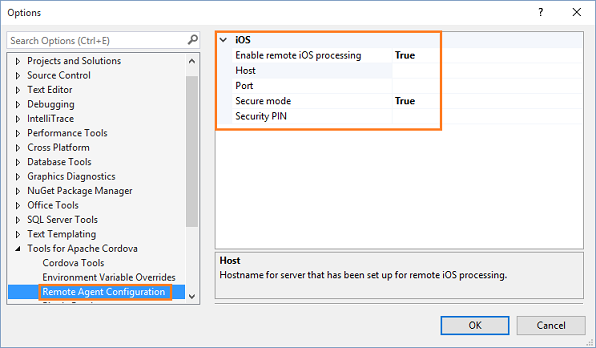 Options
?
Search Options (Ctrl+E)
Projects and Solutions
Source Control
Text Editor
Debugging
IntelliTrace
Performance Tools
Cross Platform
Database Tools
Graphics Diagnostics
NuGet Package Manager
Office Tools
SQL Server Tools
Text Templating
Tools for Apache Cordova
Cordova Tools
Environment Variable Overrides
Remote Agent Configuration
iOS
Enable remote iOS processing True
Host
Port
Secure mode True
Security PIN
Host
Hostname for server that has been set up for remote iOS processing.
OK Cancel